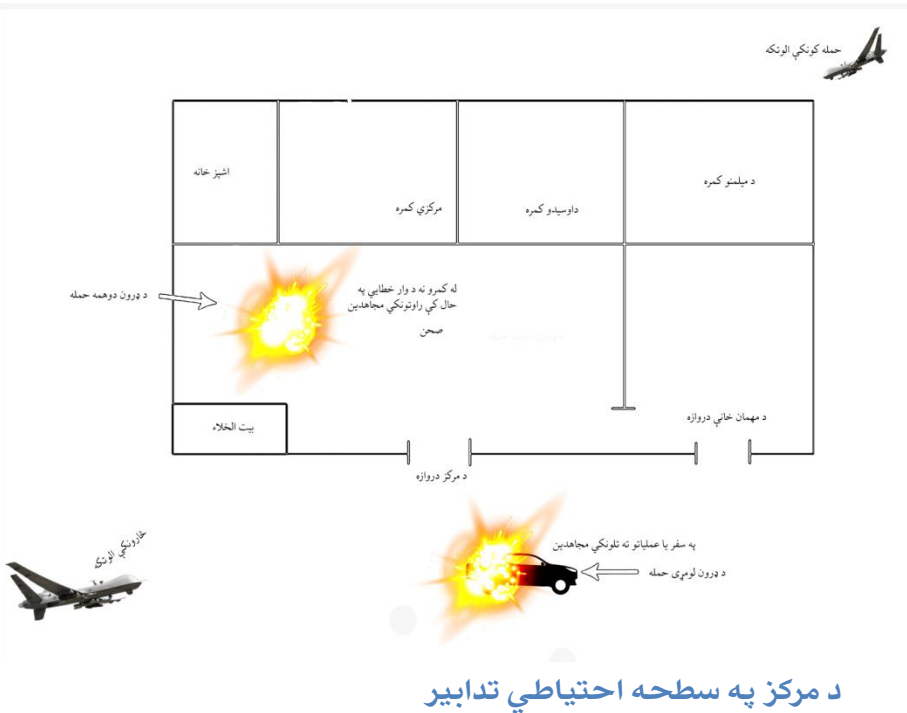 حمله کونکې الوتکه
اشپز خانه
مرکزي کمره
داوسیدو کمره
د میلمنو کمره
د ډرون دوهمه حمله
له کمرو نه د وار خطایي په
حال کې راوتونکي مجاهدین
صحن
بیت الخلاء
د مرکز دروازه
د مهمان خانې دروازه
څارونکې الوتکه
په سفر یا عملیاتو ته تلونکي مجاهدین
د ډرون لومړی حمله
د مرکز په سطحه احتیاطي تدابیر